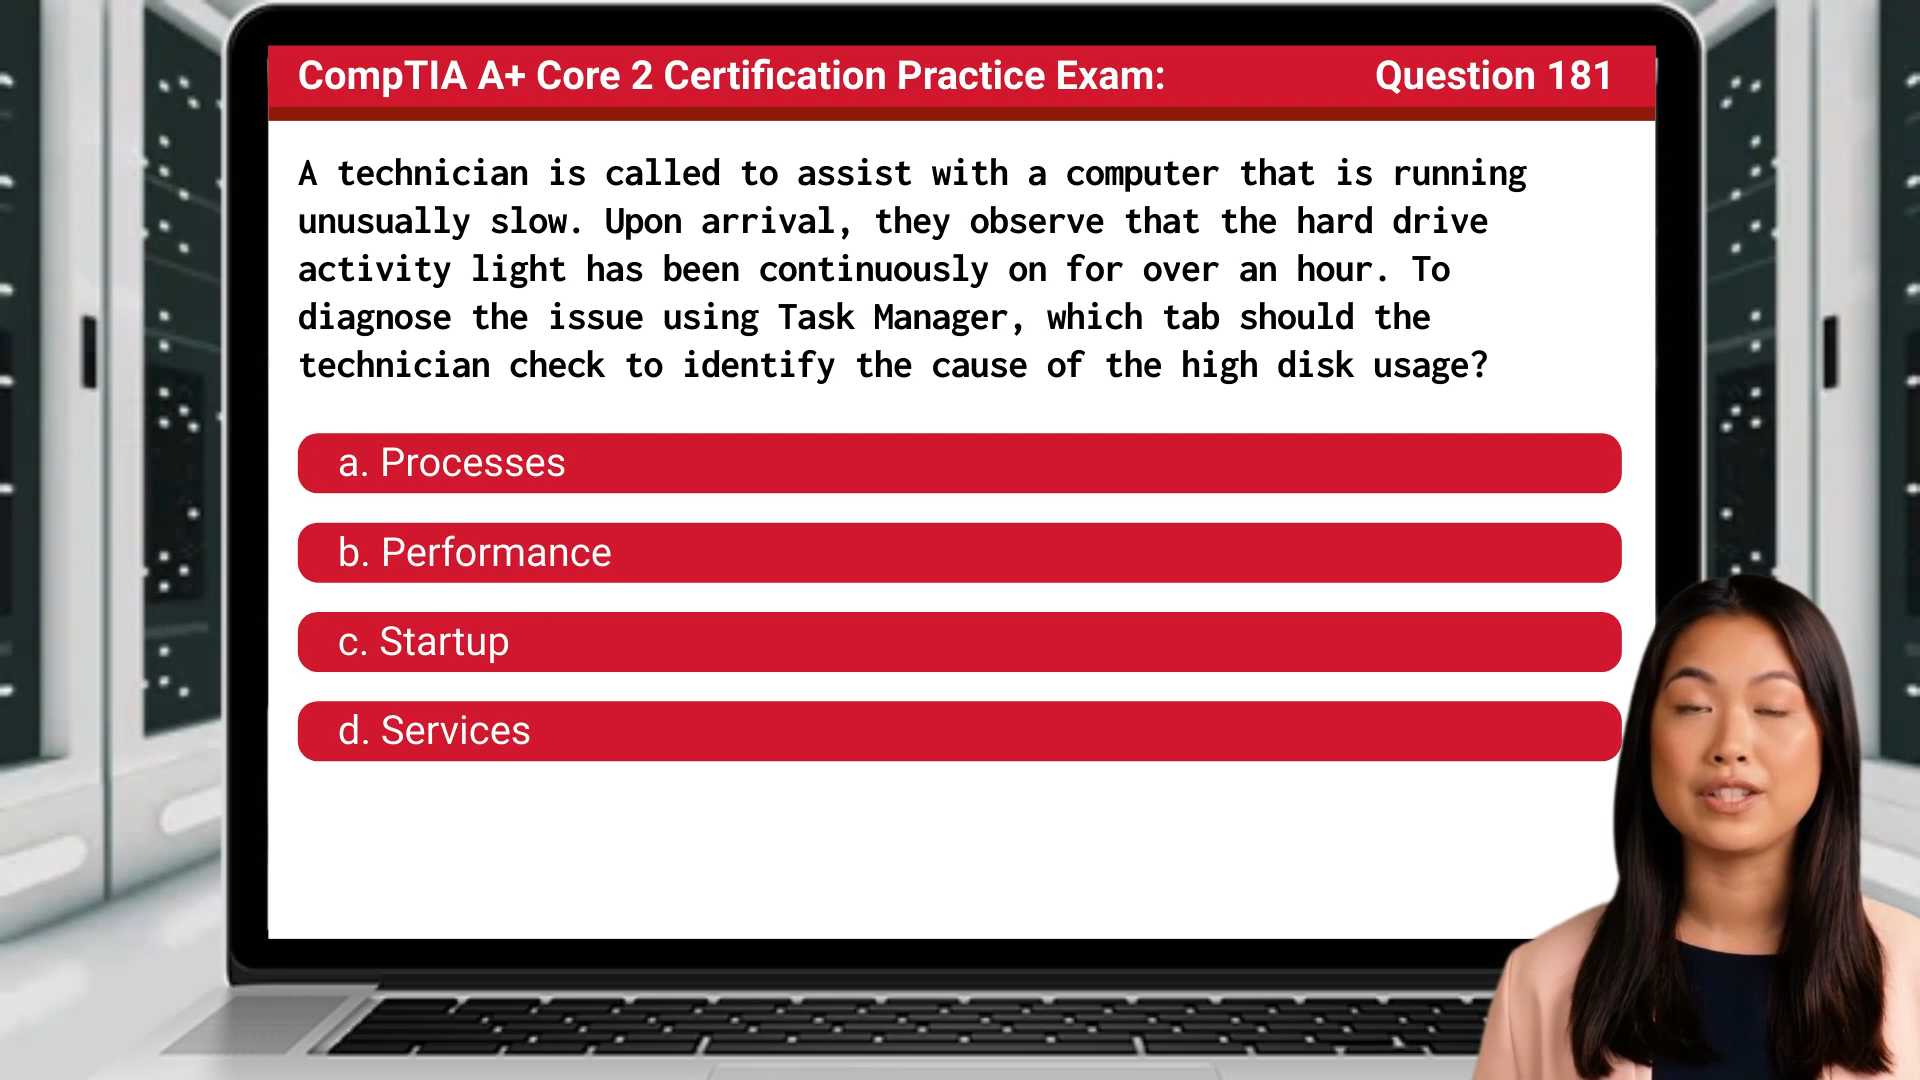 CompTIA A+ Core 2 Certification Practice Exam: Question 181
A technician is called to assist with a computer that is running
unusually slow. Upon arrival, they observe that the hard drive
activity light has been continuously on for over an hour. To
diagnose the issue using Task Manager, which tab should the
technician check to identify the cause of the high disk usage?
a. Processes
b. Performance
c. Startup
d. Services